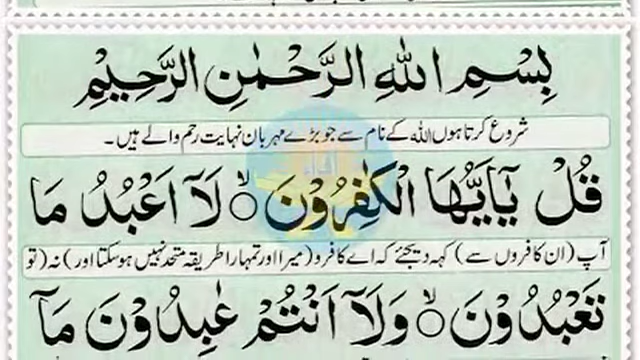 بِسْمِ اللهِ الرَّحْمٰنِ الرَّحِيْمِ
شروع کرتا ہوں اللہ کے نام سے جو بڑے مہربان نہایت رحم والے ہیں۔
قُلْ يٰۤاَيُّهَا الْكٰفِرُوْنَ ۙ لَاۤ اَعْبُدُ مَا
آپ (ان کافروں سے) کہہ دیجئے کہ اے کافرو (میرا اور تمہارا طریقہ متحد نہیں ہو سکتا اور) نہ (تو
تَعْبُدُوْنَ ۙ وَلَاۤ اَنْتُمْ عٰبِدُوْنَ مَاۤ